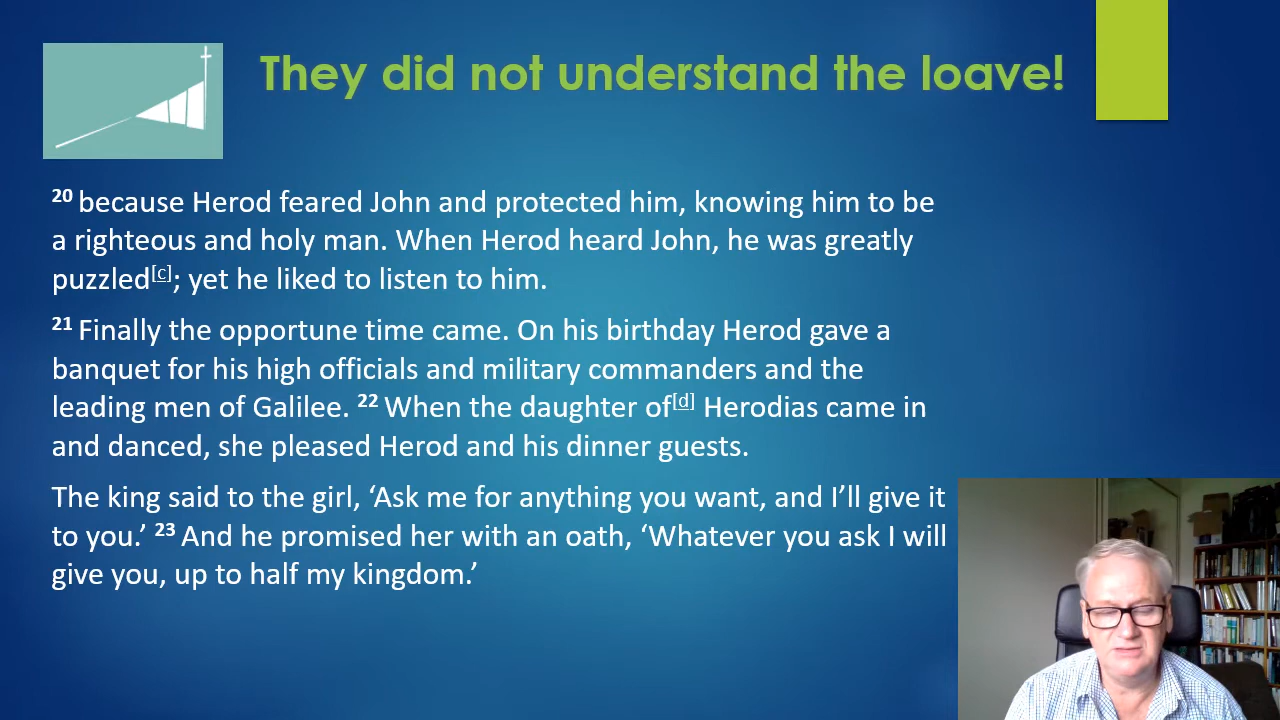 They did not understand the loave!
20 because Herod feared John and protected him, knowing him to be
a righteous and holy man. When Herod heard John, he was greatly
puzzled[c]; yet he liked to listen to him.
21 Finally the opportune time came. On his birthday Herod gave a
banquet for his high officials and military commanders and the
leading men of Galilee. 22 When the daughter of[d] Herodias came in
and danced, she pleased Herod and his dinner guests.
The king said to the girl, ‘Ask me for anything you want, and I’ll give it
to you.’ 23 And he promised her with an oath, ‘Whatever you ask I will
give you, up to half my kingdom.’